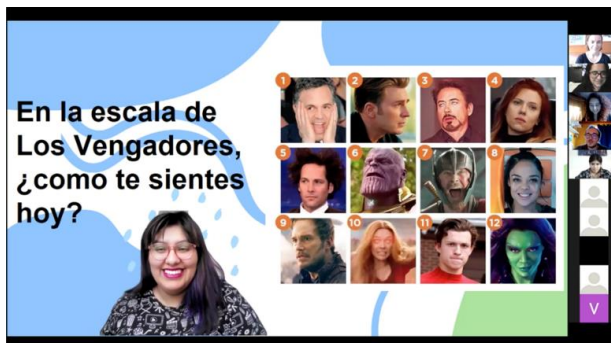 En la escala de
Los Vengadores,
¿como te sientes
hoy?
1 2 3 4
5 6 7 8
9 10 11 12
V